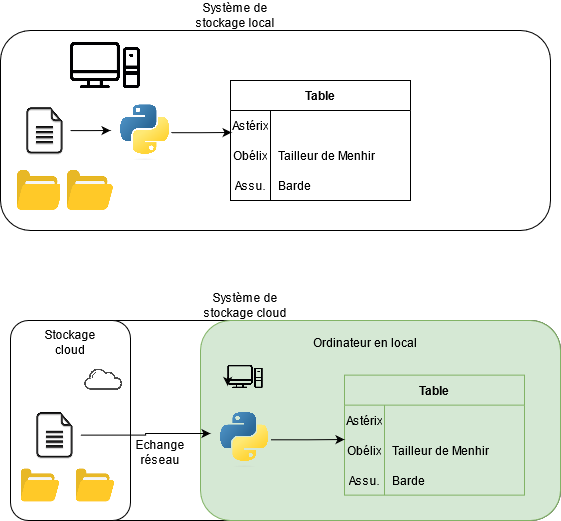 Système de
stockage local
Table
Astérix
Obélix Tailleur de Menhir
Assu. Barde
Système de
stockage cloud
Stockage
cloud
Ordinateur en local
Table
Astérix
Echange
réseau
Obélix Tailleur de Menhir
Assu. Barde